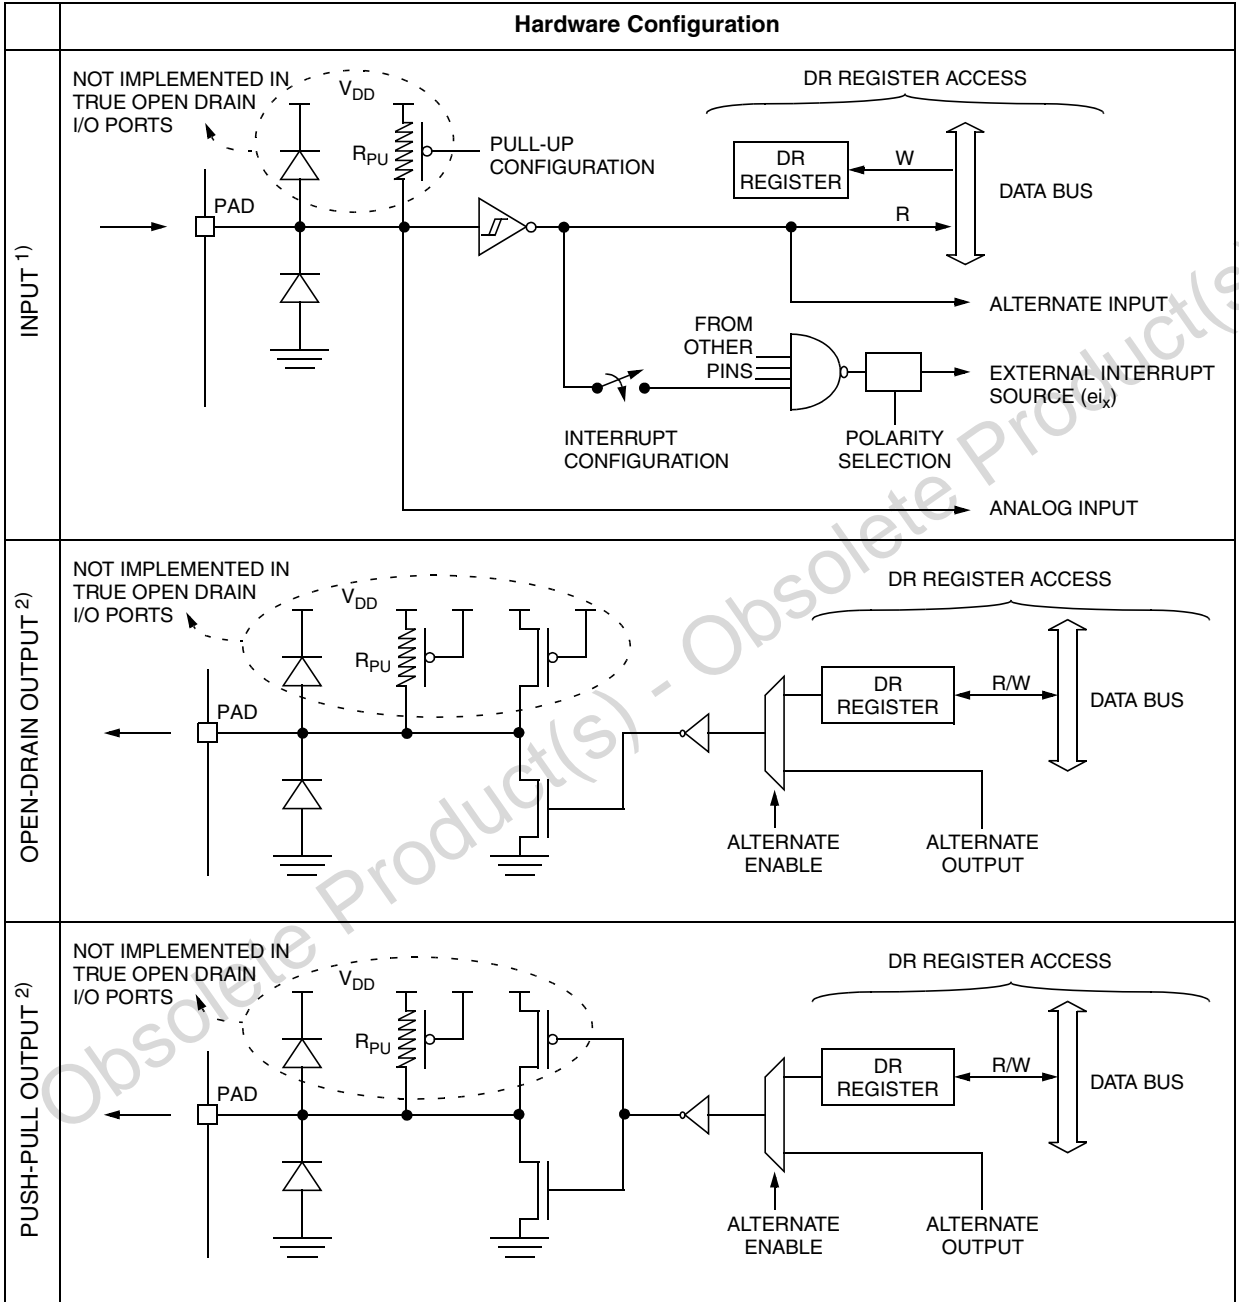 Hardware Configuration
INPUT 1)
NOT IMPLEMENTED IN
TRUE OPEN DRAIN
I/O PORTS
VDD
RPU
PULL-UP
CONFIGURATION
PAD
DR REGISTER ACCESS
DR
REGISTER
W
R
DATA BUS
ALTERNATE INPUT
FROM
OTHER
PINS
EXTERNAL INTERRUPT
SOURCE (eix)
INTERRUPT
CONFIGURATION
POLARITY
SELECTION
ANALOG INPUT
OPEN-DRAIN OUTPUT 2)
NOT IMPLEMENTED IN
TRUE OPEN DRAIN
I/O PORTS
VDD
RPU
PAD
DR REGISTER ACCESS
DR
REGISTER
R/W
DATA BUS
ALTERNATE
ENABLE
ALTERNATE
OUTPUT
PUSH-PULL OUTPUT 2)
NOT IMPLEMENTED IN
TRUE OPEN DRAIN
I/O PORTS
VDD
RPU
PAD
DR REGISTER ACCESS
DR
REGISTER
R/W
DATA BUS
ALTERNATE
ENABLE
ALTERNATE
OUTPUT
Obsolete Product(s) - Obsolete Product(s